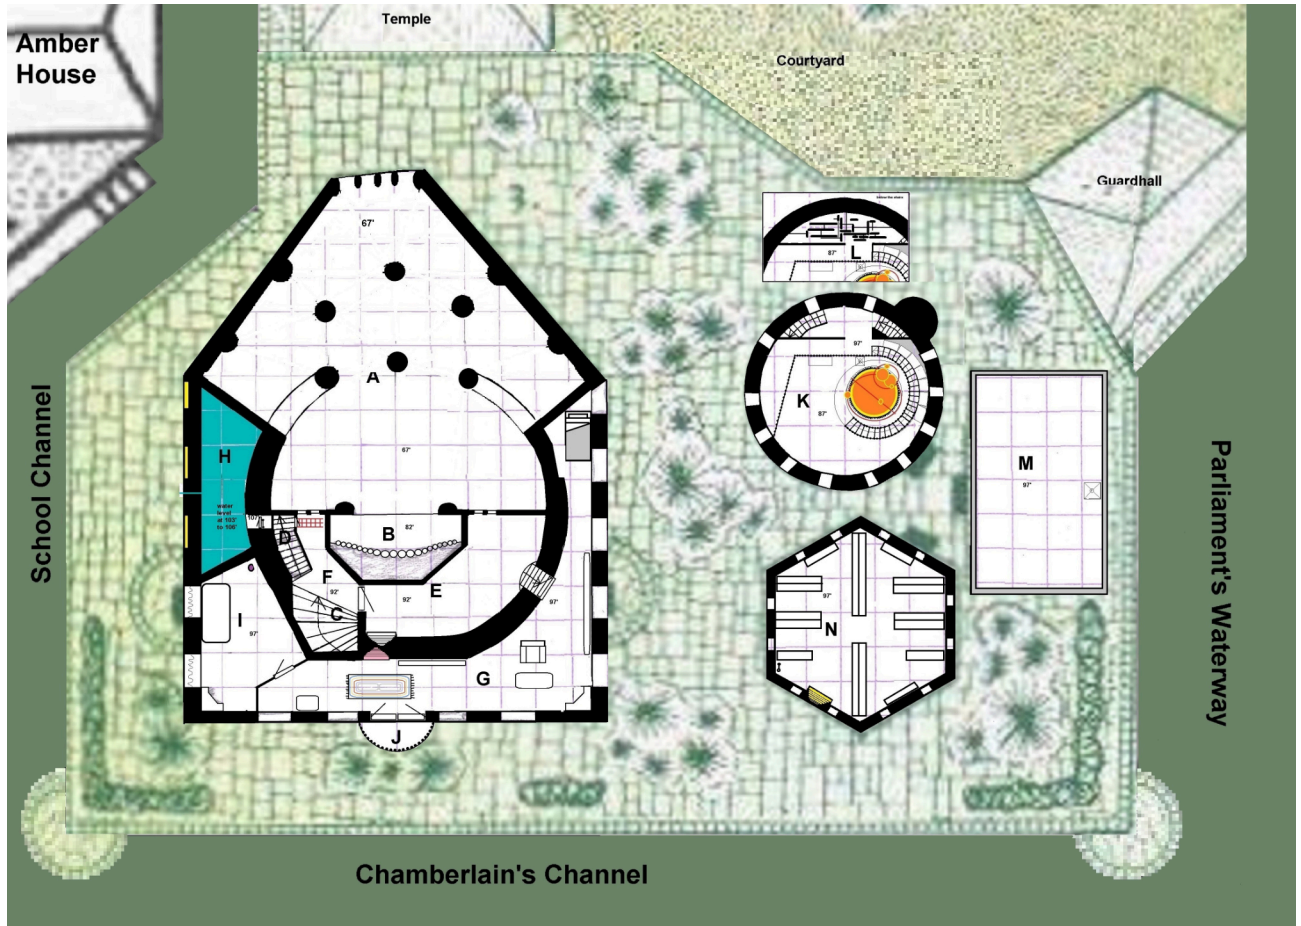 Temple
Amber
House
Courtyard
Guardhall
67'
L
87'
97'
A
K
87'
67'
H
water
level
at 103'
to 106'
107'
D
B
82'
M
97'
School Channel
Parliament's Waterway
F
92'
E
92'
C
97'
I
97'
G
J
97'
N
Chamberlain's Channel